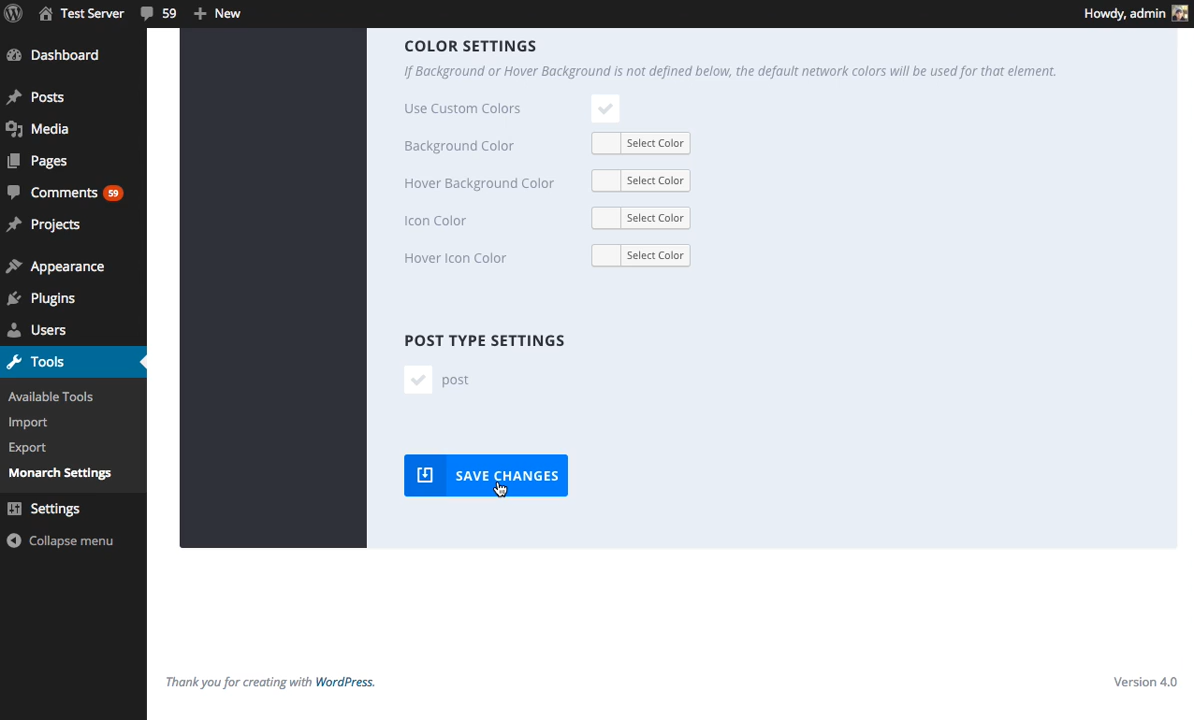 Test Server 59 New Howdy, admin
Dashboard
Posts
Media
Pages
Comments 59
Projects
Appearance
Plugins
Users
Tools
Available Tools
Import
Export
Monarch Settings
Settings
Collapse menu
COLOR SETTINGS
If Background or Hover Background is not defined below, the default network colors will be used for that element.
Use Custom Colors
Background Color Select Color
Hover Background Color Select Color
Icon Color Select Color
Hover Icon Color Select Color
POST TYPE SETTINGS
post
SAVE CHANGES
Thank you for creating with WordPress. Version 4.0